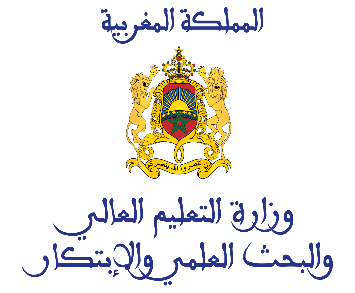 المملكة المغربية
وزارة التعليم العالي
والبحث العلمي والإبتكار